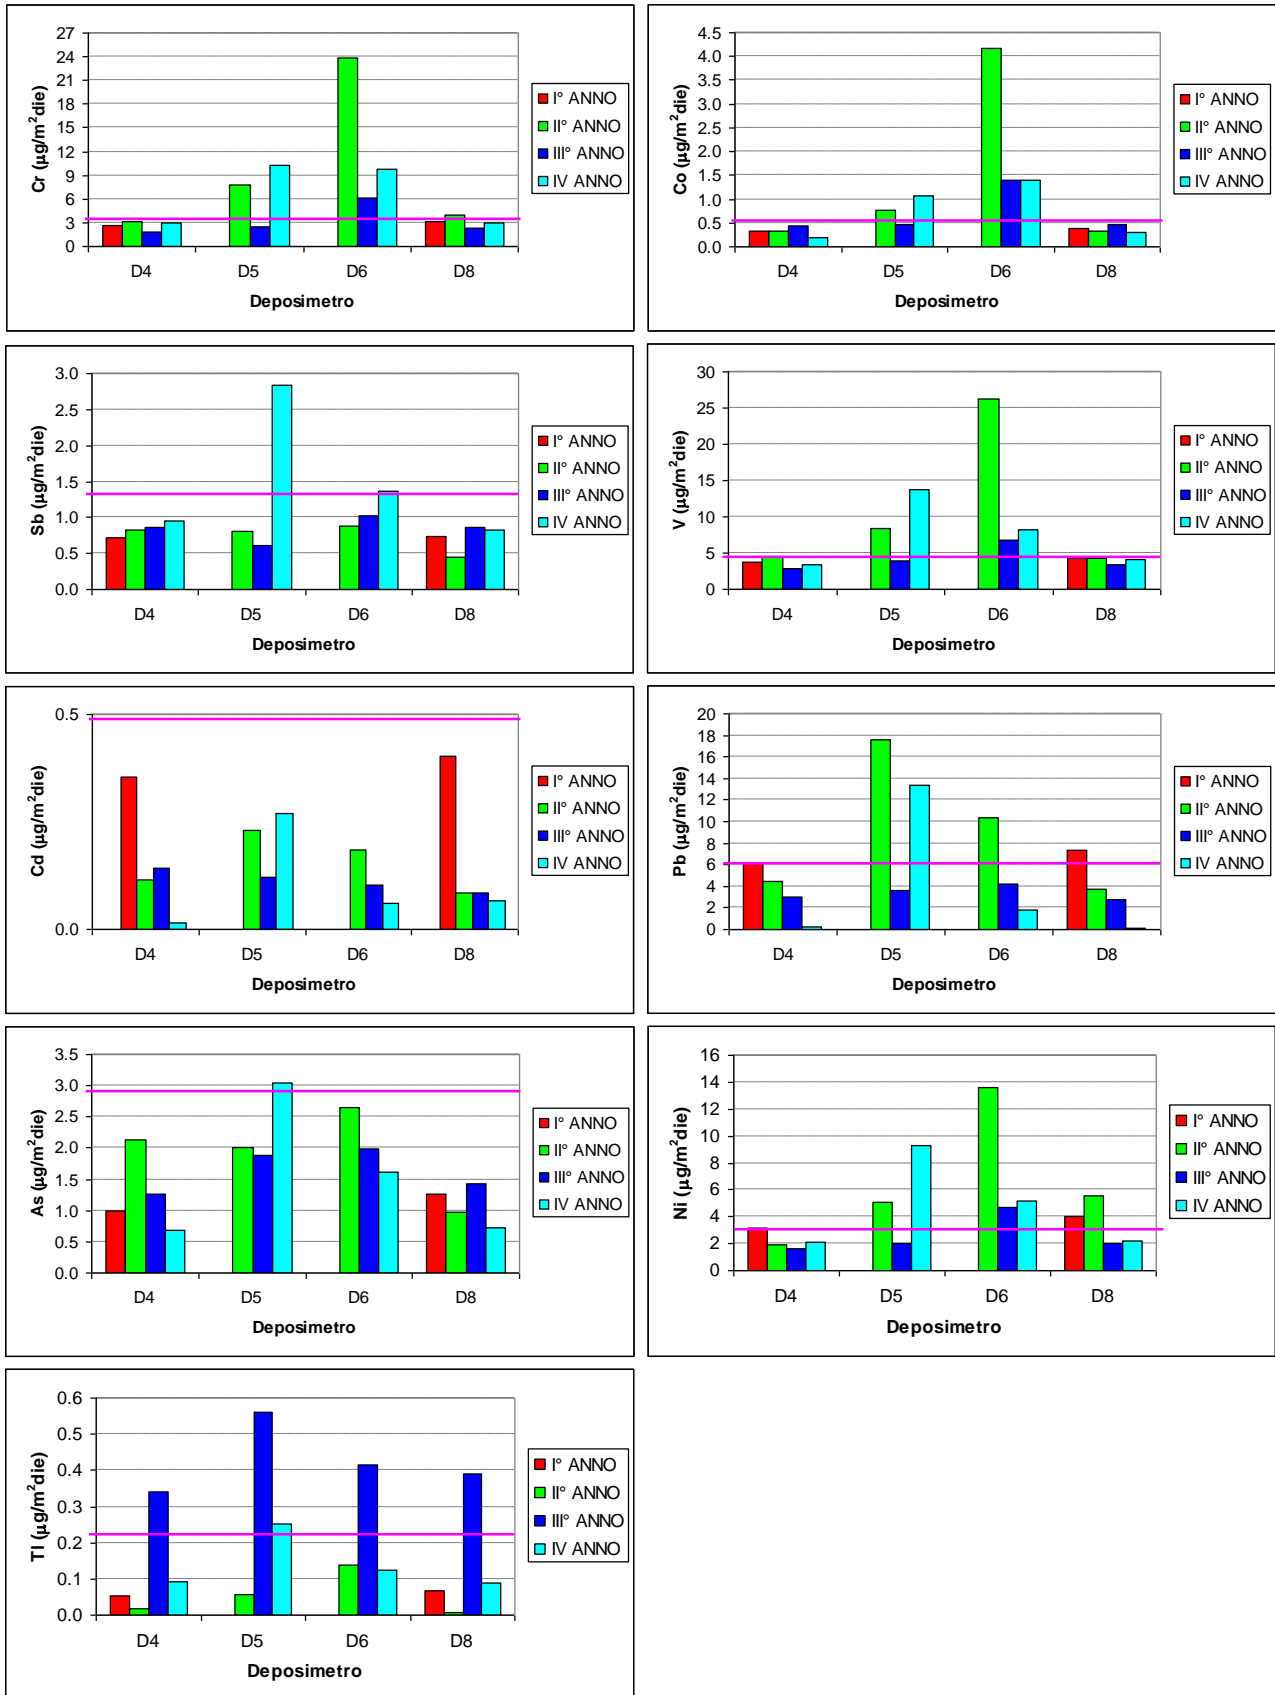 Cr (µg/m²die)
27
24
21
18
15
12
9
6
3
0
D4 D5 D6 D8
Deposimetro
I° ANNO
II° ANNO
III° ANNO
IV ANNO
Co (µg/m²die)
4.5
4.0
3.5
3.0
2.5
2.0
1.5
1.0
0.5
0.0
D4 D5 D6 D8
Deposimetro
I° ANNO
II° ANNO
III° ANNO
IV ANNO
Sb (µg/m²die)
3.0
2.5
2.0
1.5
1.0
0.5
0.0
D4 D5 D6 D8
Deposimetro
I° ANNO
II° ANNO
III° ANNO
IV ANNO
V (µg/m²die)
30
25
20
15
10
5
0
D4 D5 D6 D8
Deposimetro
I° ANNO
II° ANNO
III° ANNO
IV ANNO
Cd (µg/m²die)
0.5
0.0
D4 D5 D6 D8
Deposimetro
I° ANNO
II° ANNO
III° ANNO
IV ANNO
Pb (µg/m²die)
20
18
16
14
12
10
8
6
4
2
0
D4 D5 D6 D8
Deposimetro
I° ANNO
II° ANNO
III° ANNO
IV ANNO
As (µg/m²die)
3.5
3.0
2.5
2.0
1.5
1.0
0.5
0.0
D4 D5 D6 D8
Deposimetro
I° ANNO
II° ANNO
III° ANNO
IV ANNO
Ni (µg/m²die)
16
14
12
10
8
6
4
2
0
D4 D5 D6 D8
Deposimetro
I° ANNO
II° ANNO
III° ANNO
IV ANNO
Tl (µg/m²die)
0.6
0.5
0.4
0.3
0.2
0.1
0.0
D4 D5 D6 D8
Deposimetro
I° ANNO
II° ANNO
III° ANNO
IV ANNO